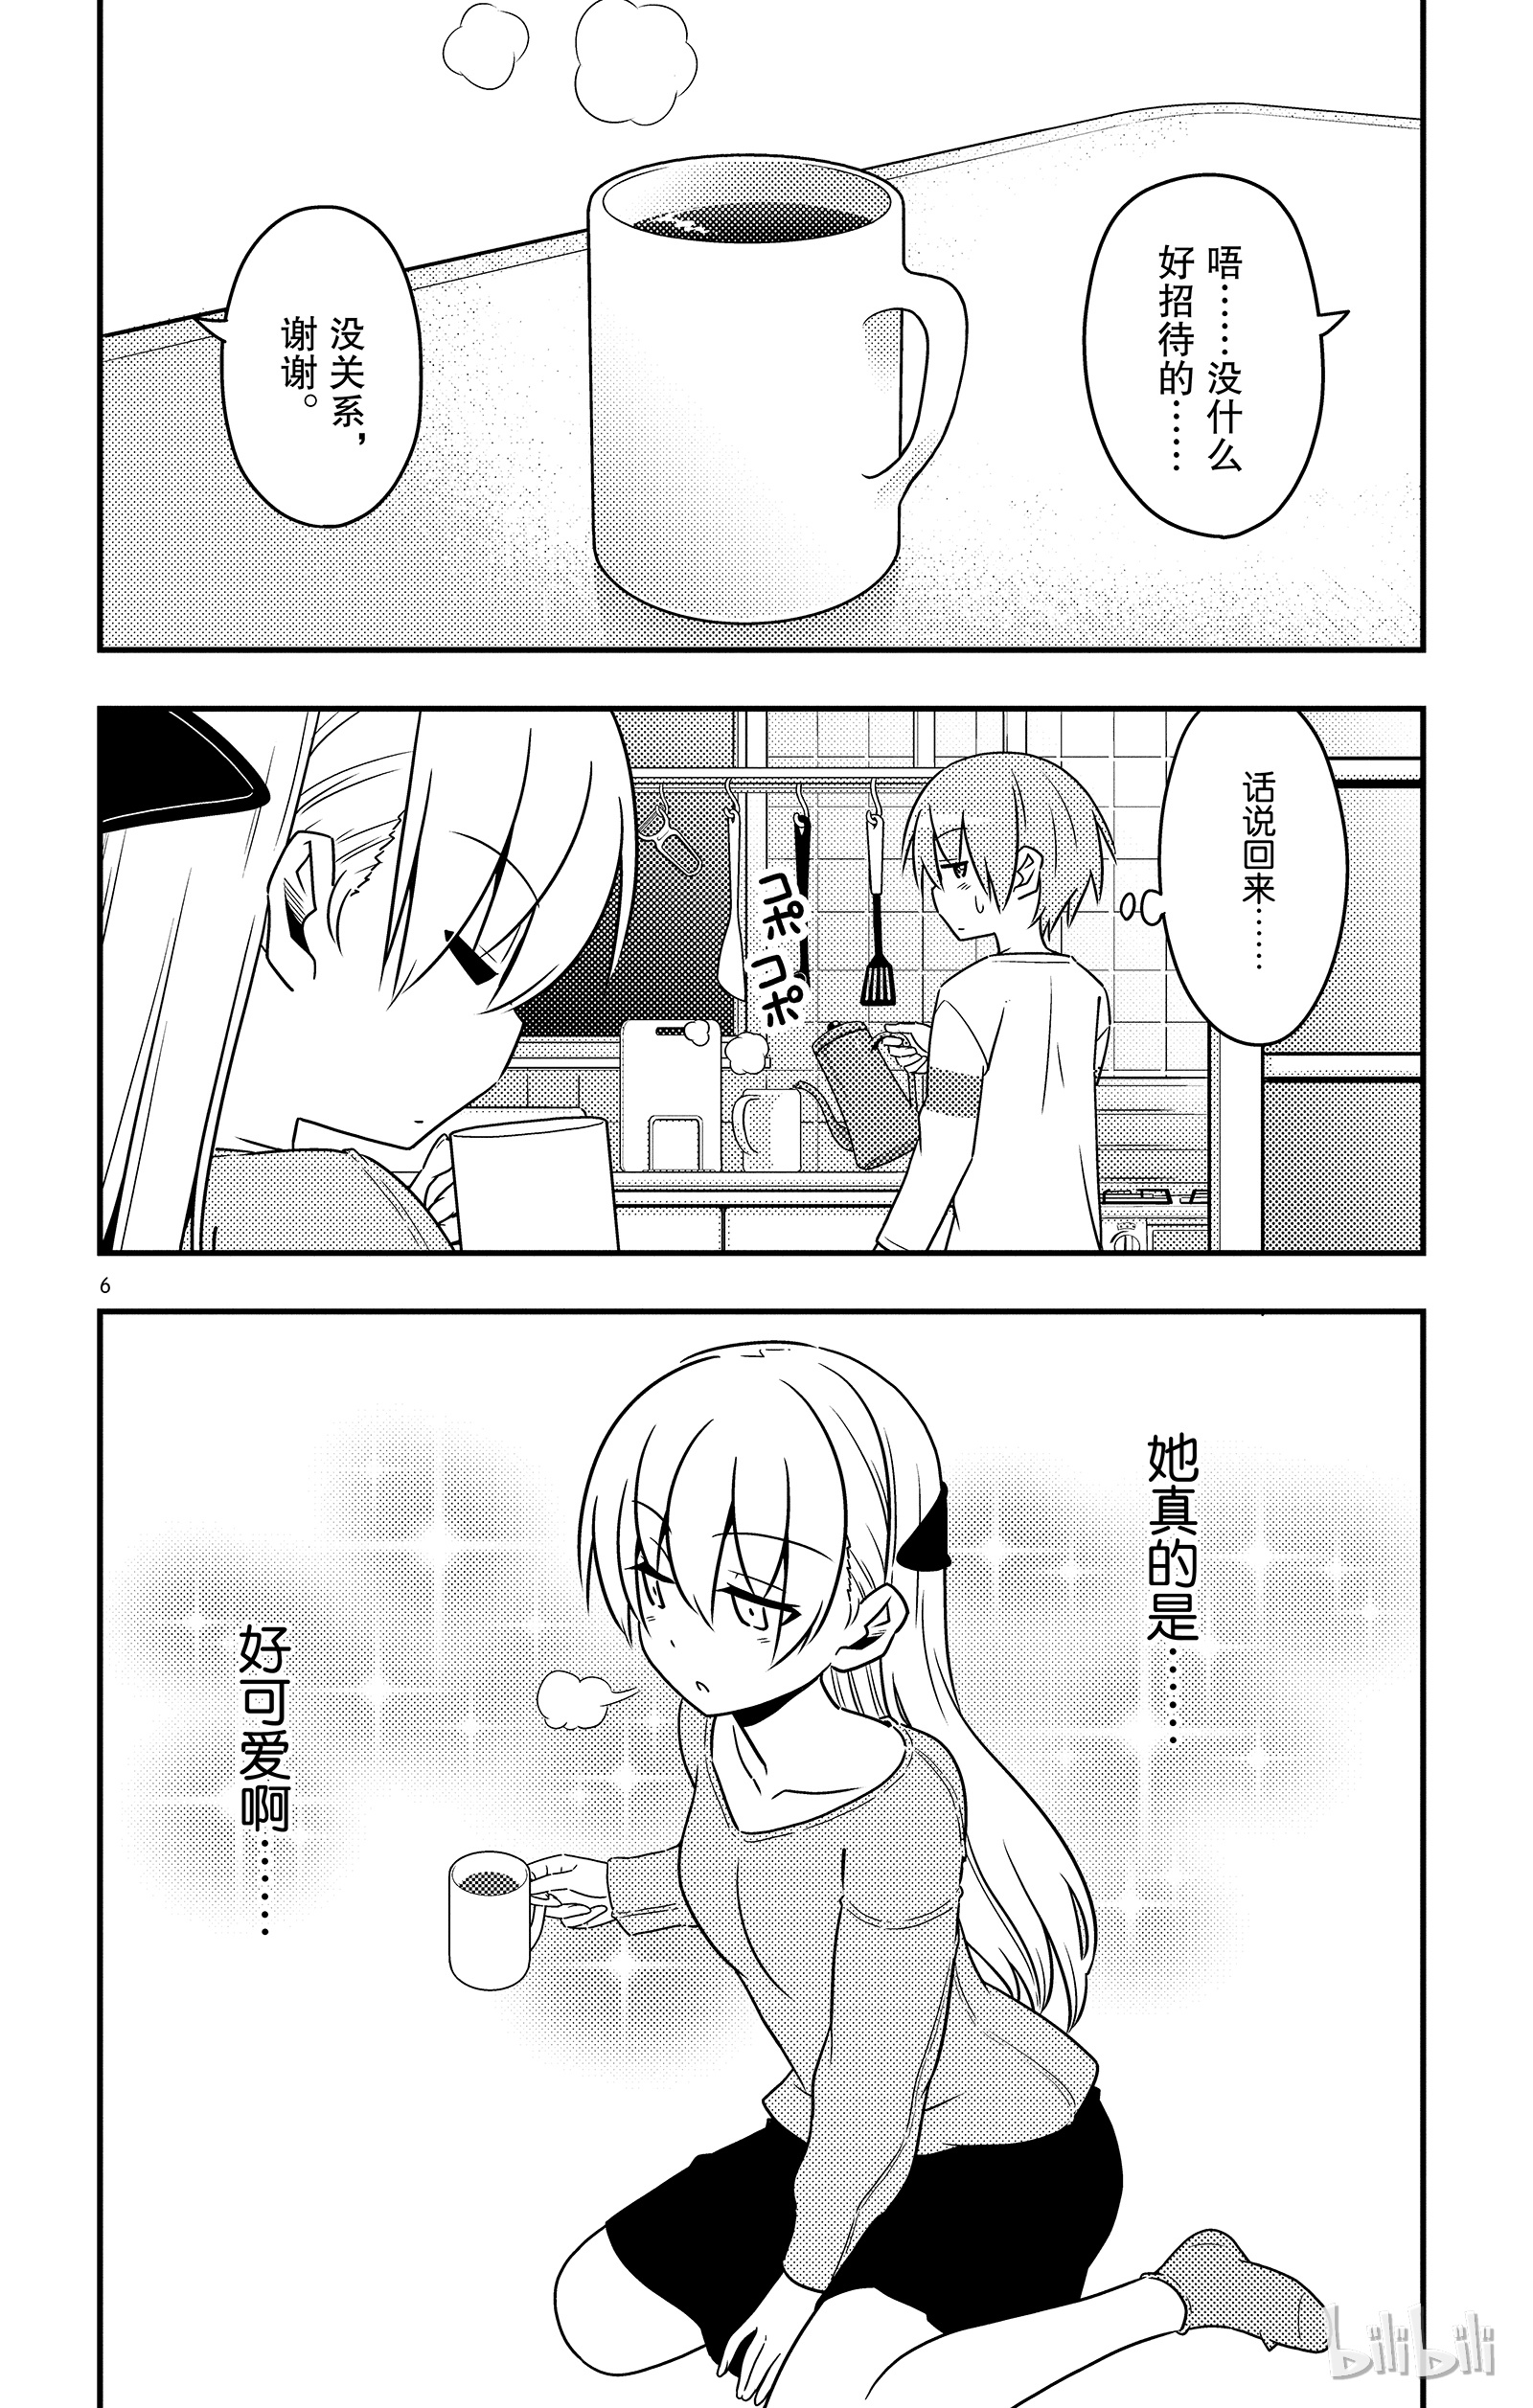 唔……没什么
好招待的……
没关系，
谢谢。
话说回来……
コポ
コポ
6
她真的是……
好可爱啊……
bilibili